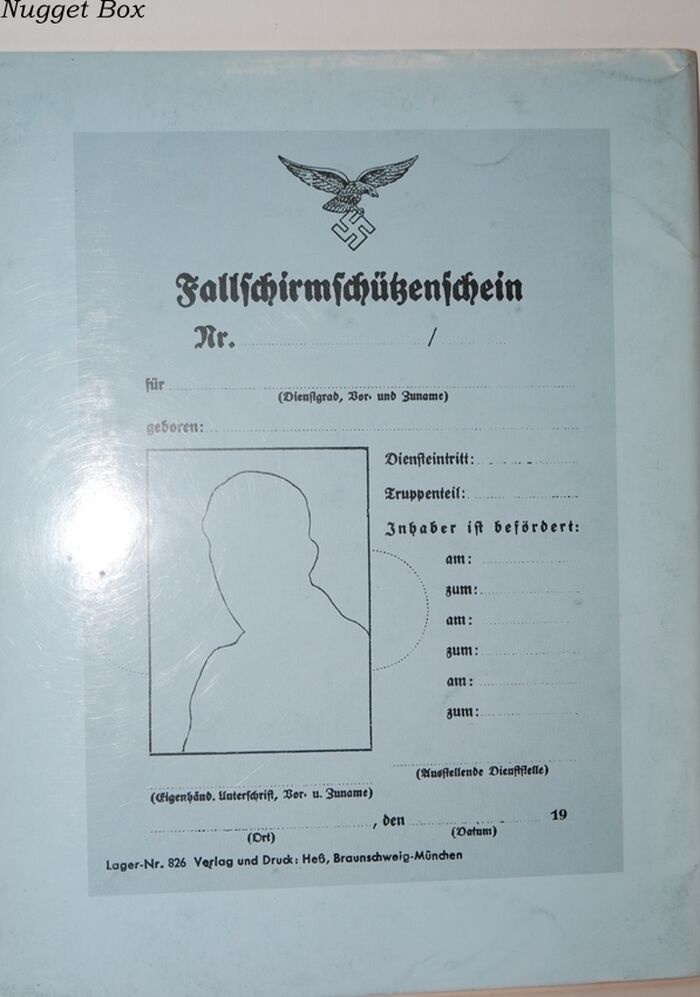 Nugget Box
Fallschirmschützenschein
Nr. /
für
(Dienstgrad, Vor- und Zuname)
geboren:
Diensteintritt:
Truppenteil:
Inhaber ist befördert:
am:
zum:
am:
zum:
am:
zum:
(Ausstellende Dienststelle)
(Eigenhänd. Unterschrift, Vor- u. Zuname)
, den 19
(Ort) (Datum)
Lager-Nr. 826 Verlag und Druck: Heß, Braunschweig-München